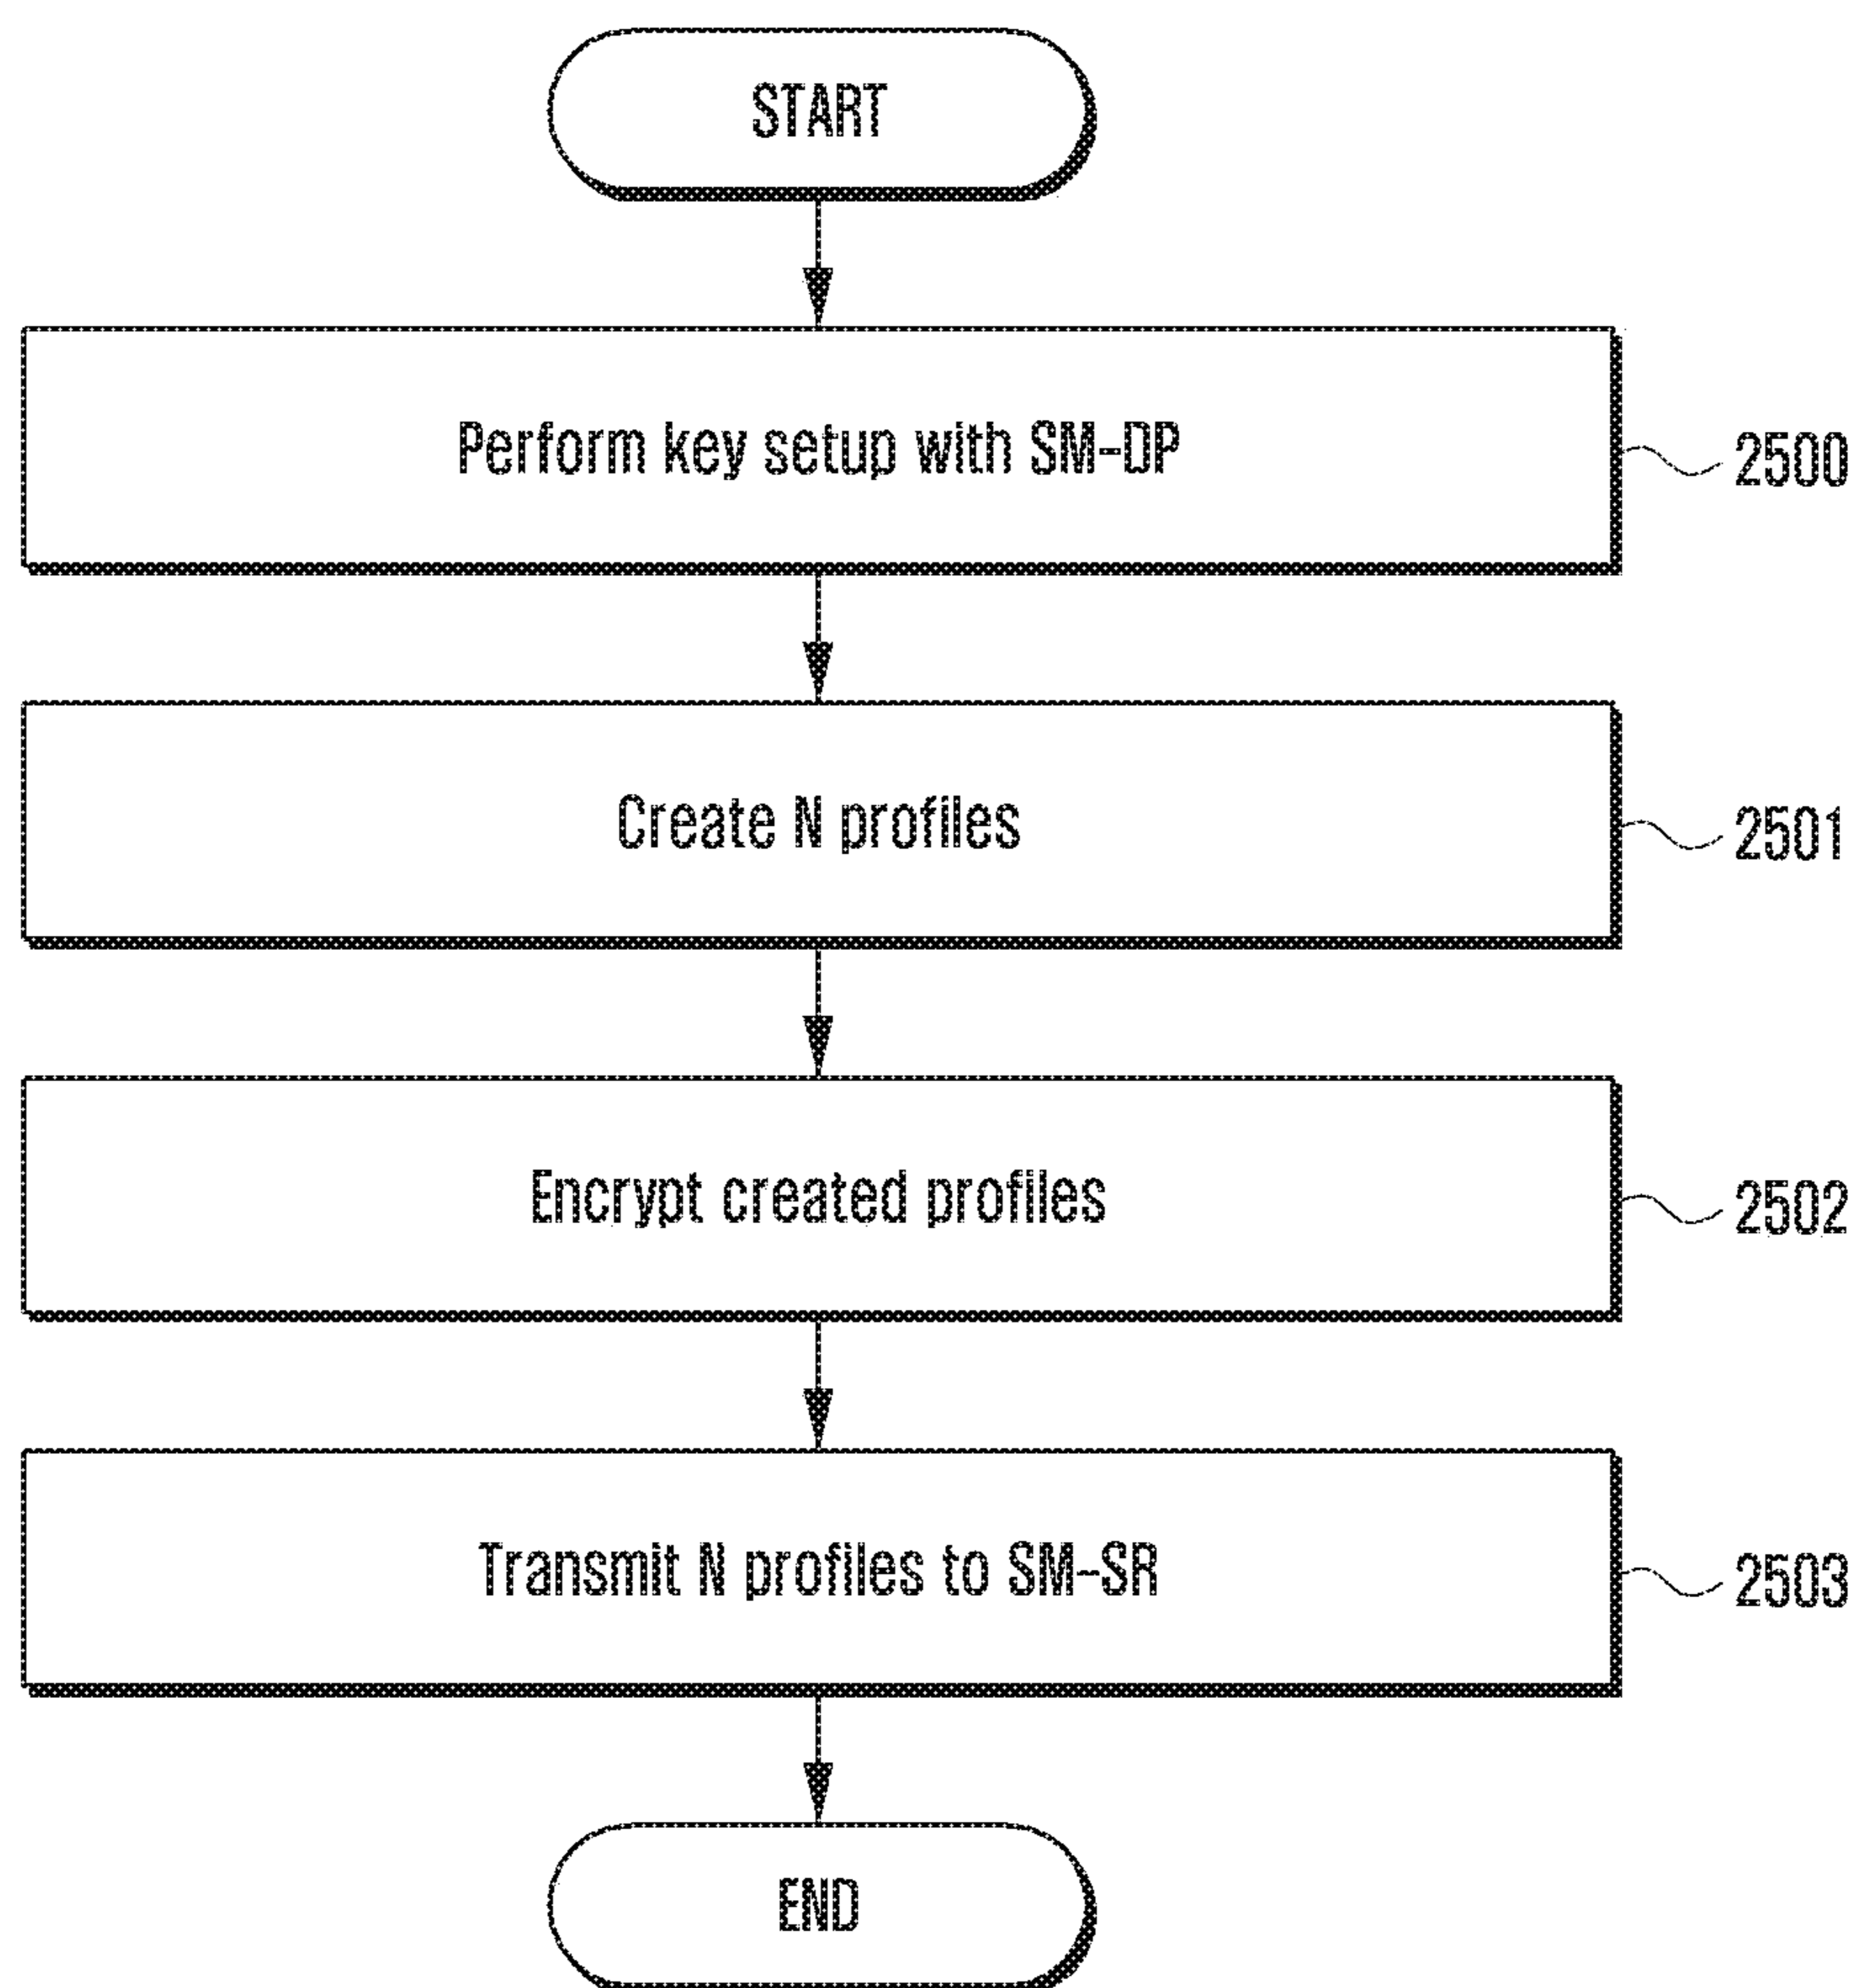 START
Perform key setup with SM-DP
2500
Create N profiles
2501
Encrypt created profiles
2502
Transmit N profiles to SM-SR
2503
END